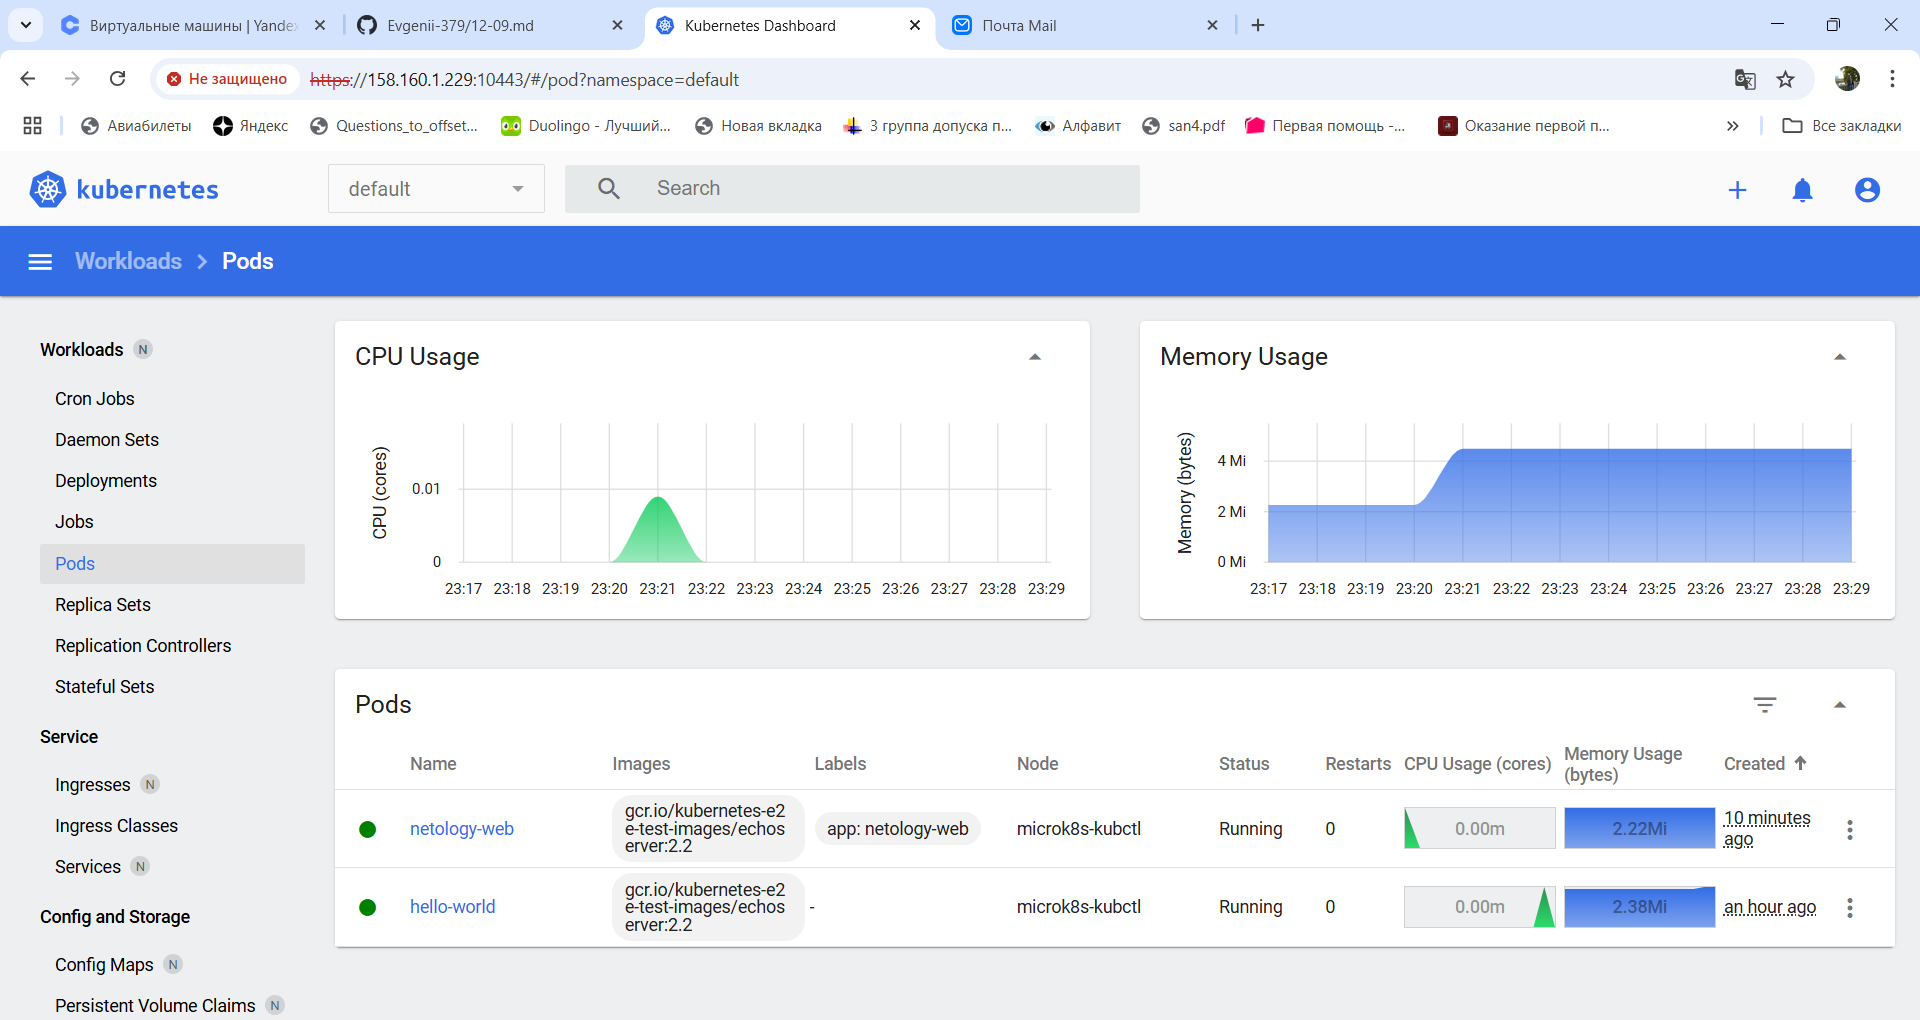 Виртуальные машины | Yande
Evgenii-379/12-09.md
Kubernetes Dashboard
Почта Mail
Не защищено
https://158.160.1.229:10443/#/pod?namespace=default
Авиабилеты
Яндекс
Questions_to_offset...
Duolingo - Лучший...
Новая вкладка
3 группа допуска п...
Алфавит
san4.pdf
Первая помощь -...
Оказание первой п...
»
Все закладки
kubernetes
default
Search
Workloads > Pods
Workloads N
Cron Jobs
Daemon Sets
Deployments
Jobs
Pods
Replica Sets
Replication Controllers
Stateful Sets
Service
Ingresses N
Ingress Classes
Services N
Config and Storage
Config Maps N
Persistent Volume Claims N
CPU Usage
CPU (cores)
0.01
0
23:17 23:18 23:19 23:20 23:21 23:22 23:23 23:24 23:25 23:26 23:27 23:28 23:29
Memory Usage
Memory (bytes)
4 Mi
2 Mi
0 Mi
23:17 23:18 23:19 23:20 23:21 23:22 23:23 23:24 23:25 23:26 23:27 23:28 23:29
Pods
Name
Images
Labels
Node
Status
Restarts
CPU Usage (cores)
Memory Usage
(bytes)
Created
netology-web
gcr.io/kubernetes-e2
e-test-images/echos
erver:2.2
app: netology-web
microk8s-kubctl
Running
0
0.00m
2.22Mi
10 minutes
ago
hello-world
gcr.io/kubernetes-e2
e-test-images/echos
erver:2.2
-
microk8s-kubctl
Running
0
0.00m
2.38Mi
an hour ago